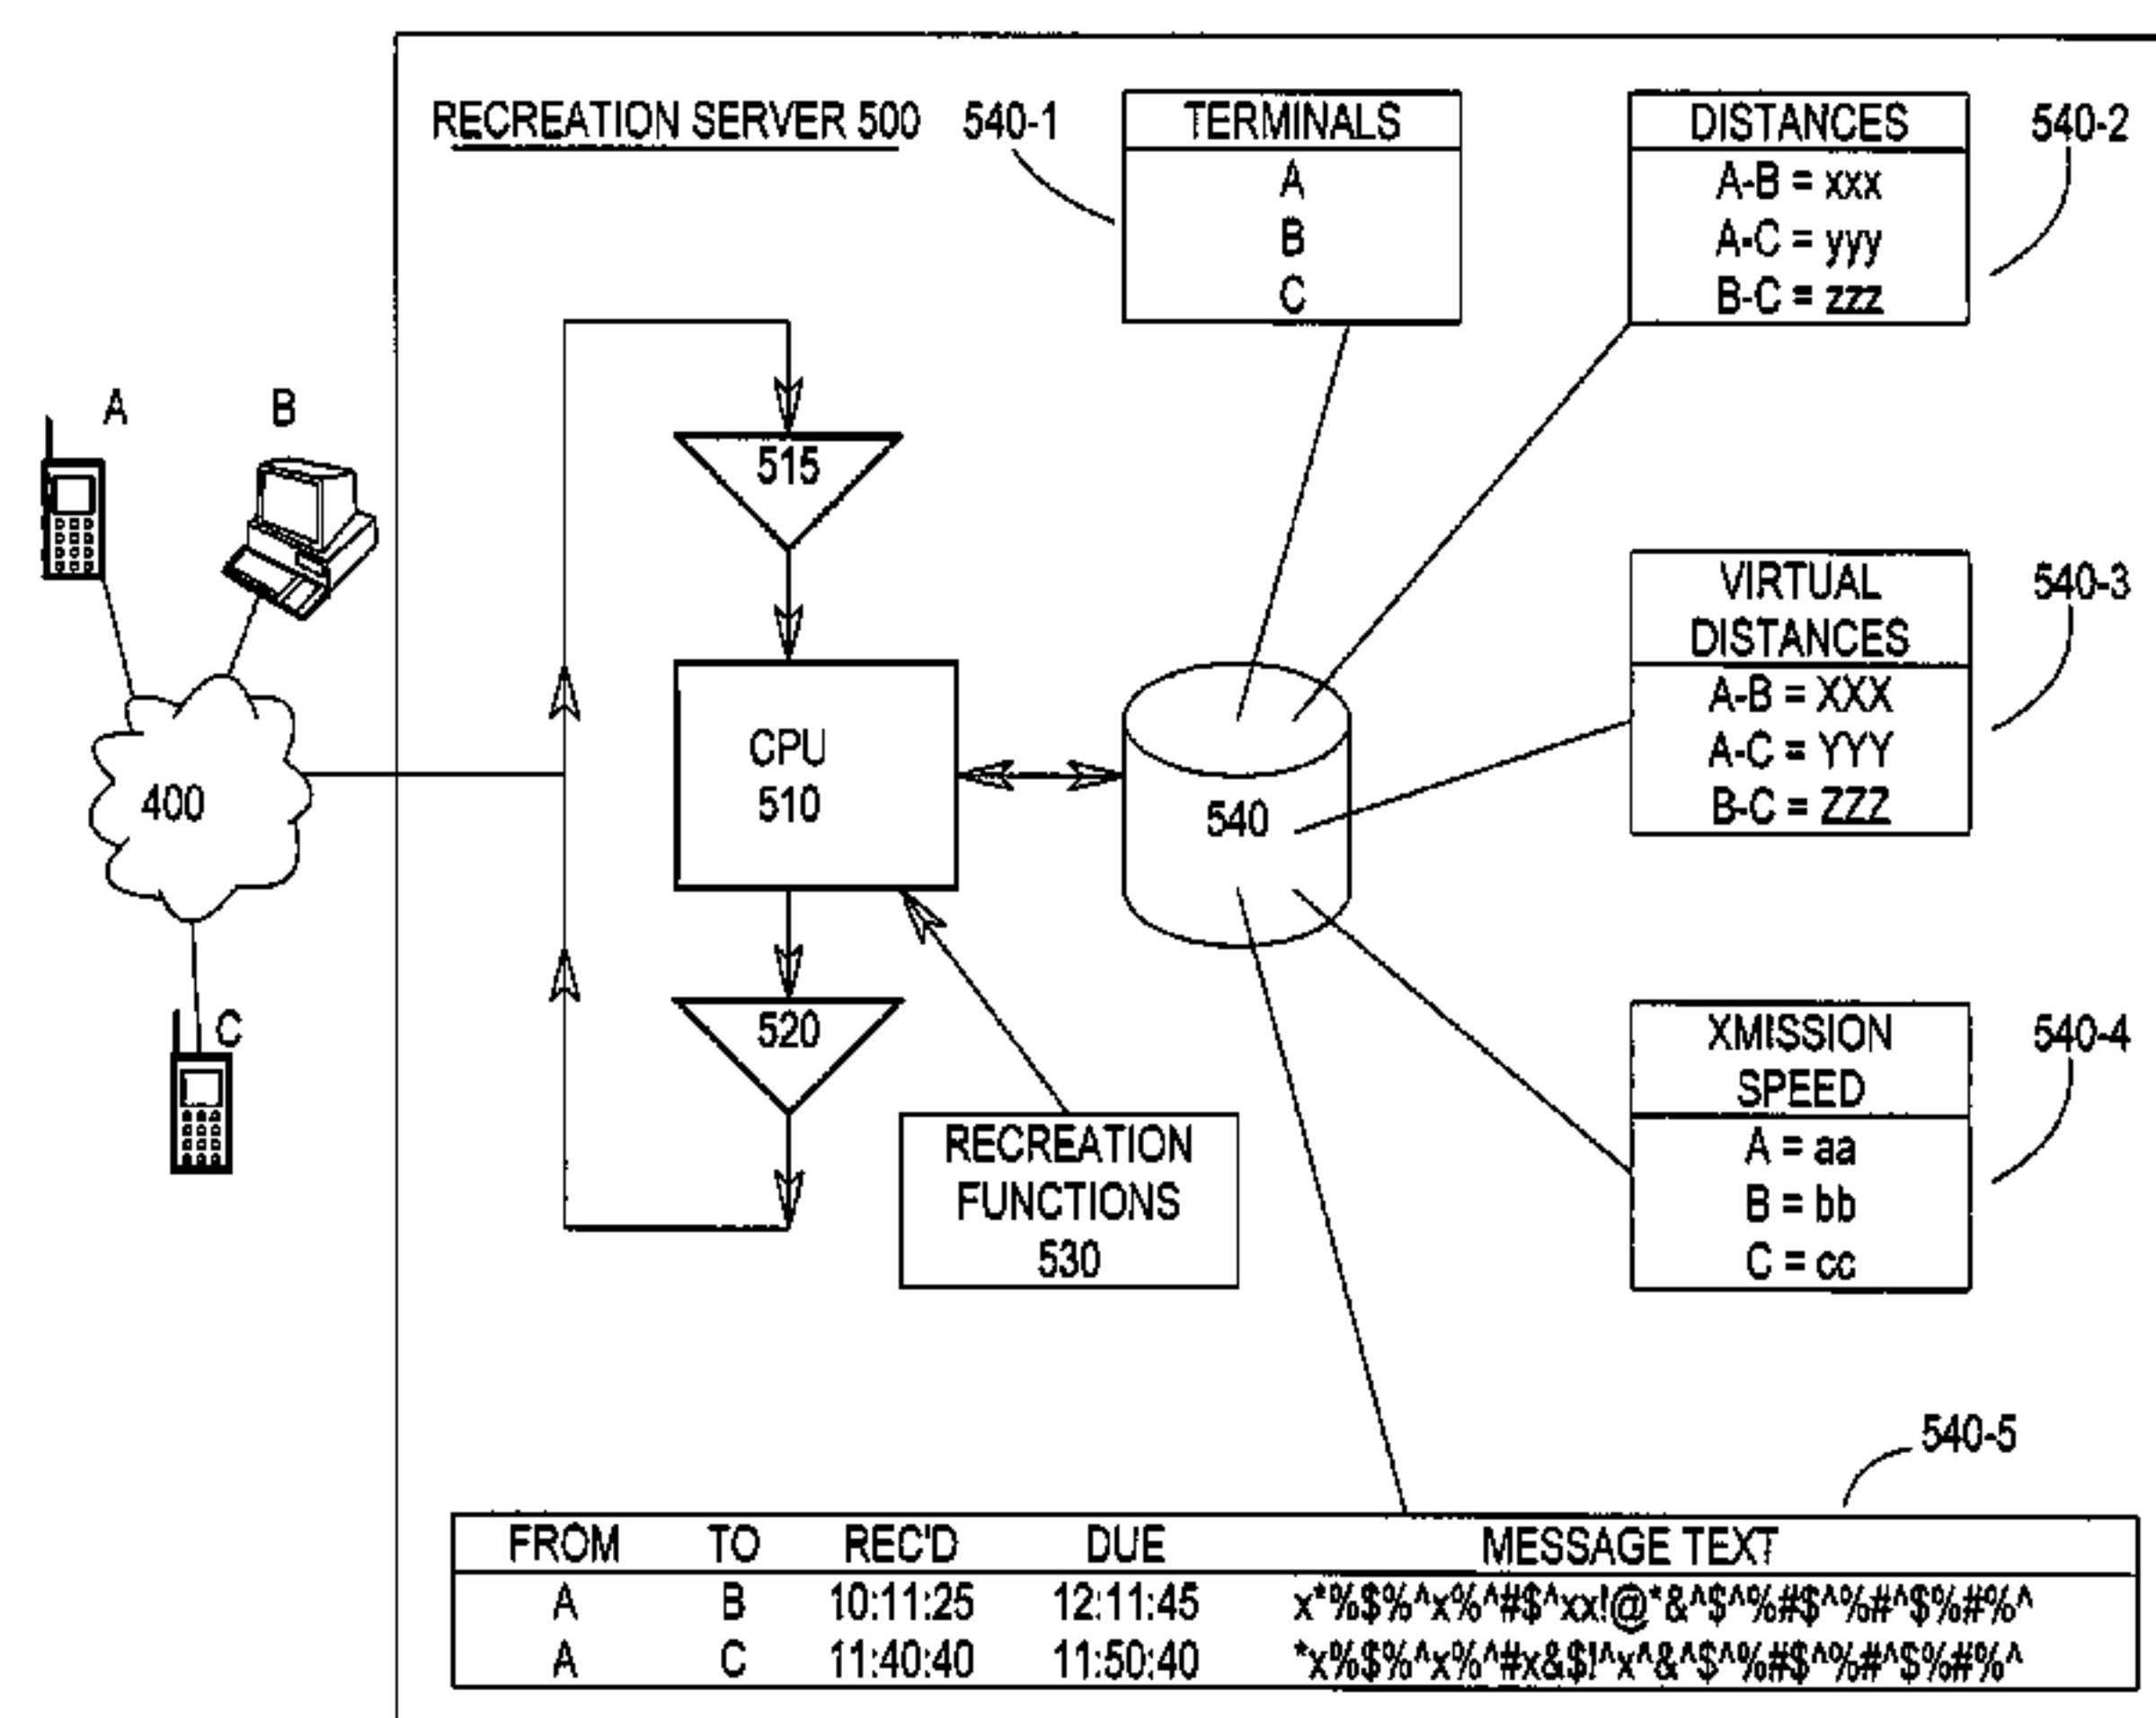 RECREATION SERVER 500
540-1
TERMINALS
A
B
C
DISTANCES
A-B = xxx
A-C = yyy
B-C = zzz
540-2
A
B
515
VIRTUAL
DISTANCES
A-B = XXX
A-C = YYY
B-C = ZZZ
540-3
400
CPU
510
540
C
520
RECREATION
FUNCTIONS
530
XMISSION
SPEED
A = aa
B = bb
C = cc
540-4
540-5
FROM TO REC'D DUE MESSAGE TEXT
A B 10:11:25 12:11:45 x*%$%^x%^#$^xx!@*&^$^%#$^%#^$%#%^
A C 11:40:40 11:50:40 *x%$%^x%^#x&$!^x^&^$^%#$^%#^$%#%^